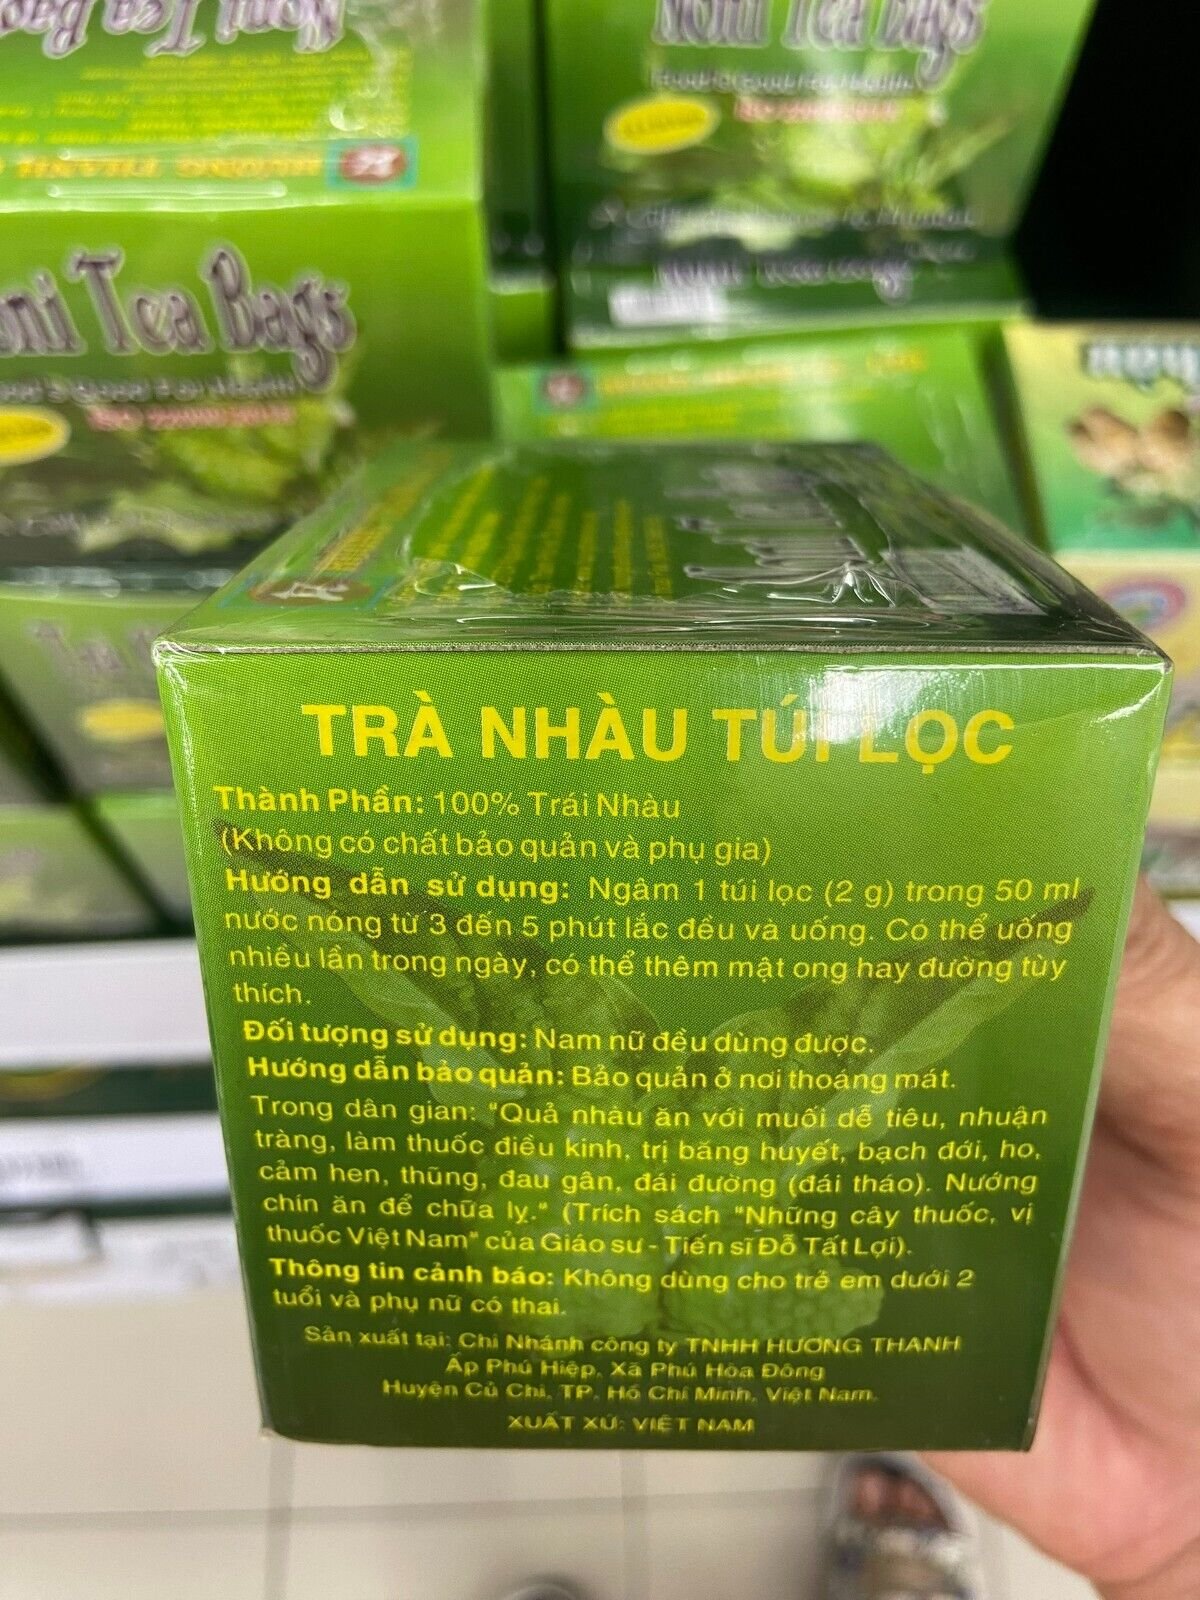 Noni Tea Bags
Noni Tea Bags
Noni Tea Bags
TRÀ NHÀU TÚI LỌC
Thành Phần: 100% Trái Nhàu
(Không có chất bảo quản và phụ gia)
Hướng dẫn sử dụng: Ngâm 1 túi lọc (2 g) trong 50 ml
nước nóng từ 3 đến 5 phút lắc đều và uống. Có thể uống
nhiều lần trong ngày, có thể thêm mật ong hay đường tùy
thích.
Đối tượng sử dụng: Nam nữ đều dùng được.
Hướng dẫn bảo quản: Bảo quản ở nơi thoáng mát.
Trong dân gian: "Quả nhàu ăn với muối dễ tiêu, nhuận
tràng, làm thuốc điều kinh, trị băng huyết, bạch đới, ho,
cảm hen, thũng, đau gân, đái đường (đái tháo). Nướng
chín ăn để chữa lỵ." (Trích sách "Những cây thuốc, vị
thuốc Việt Nam" của Giáo sư - Tiến sĩ Đỗ Tất Lợi).
Thông tin cảnh báo: Không dùng cho trẻ em dưới 2
tuổi và phụ nữ có thai.
Sản xuất tại: Chi Nhánh công ty TNHH HƯƠNG THANH
Ấp Phú Hiệp, Xã Phú Hòa Đông
Huyện Củ Chi, TP. Hồ Chí Minh, Việt Nam.
XUẤT XỨ: VIỆT NAM